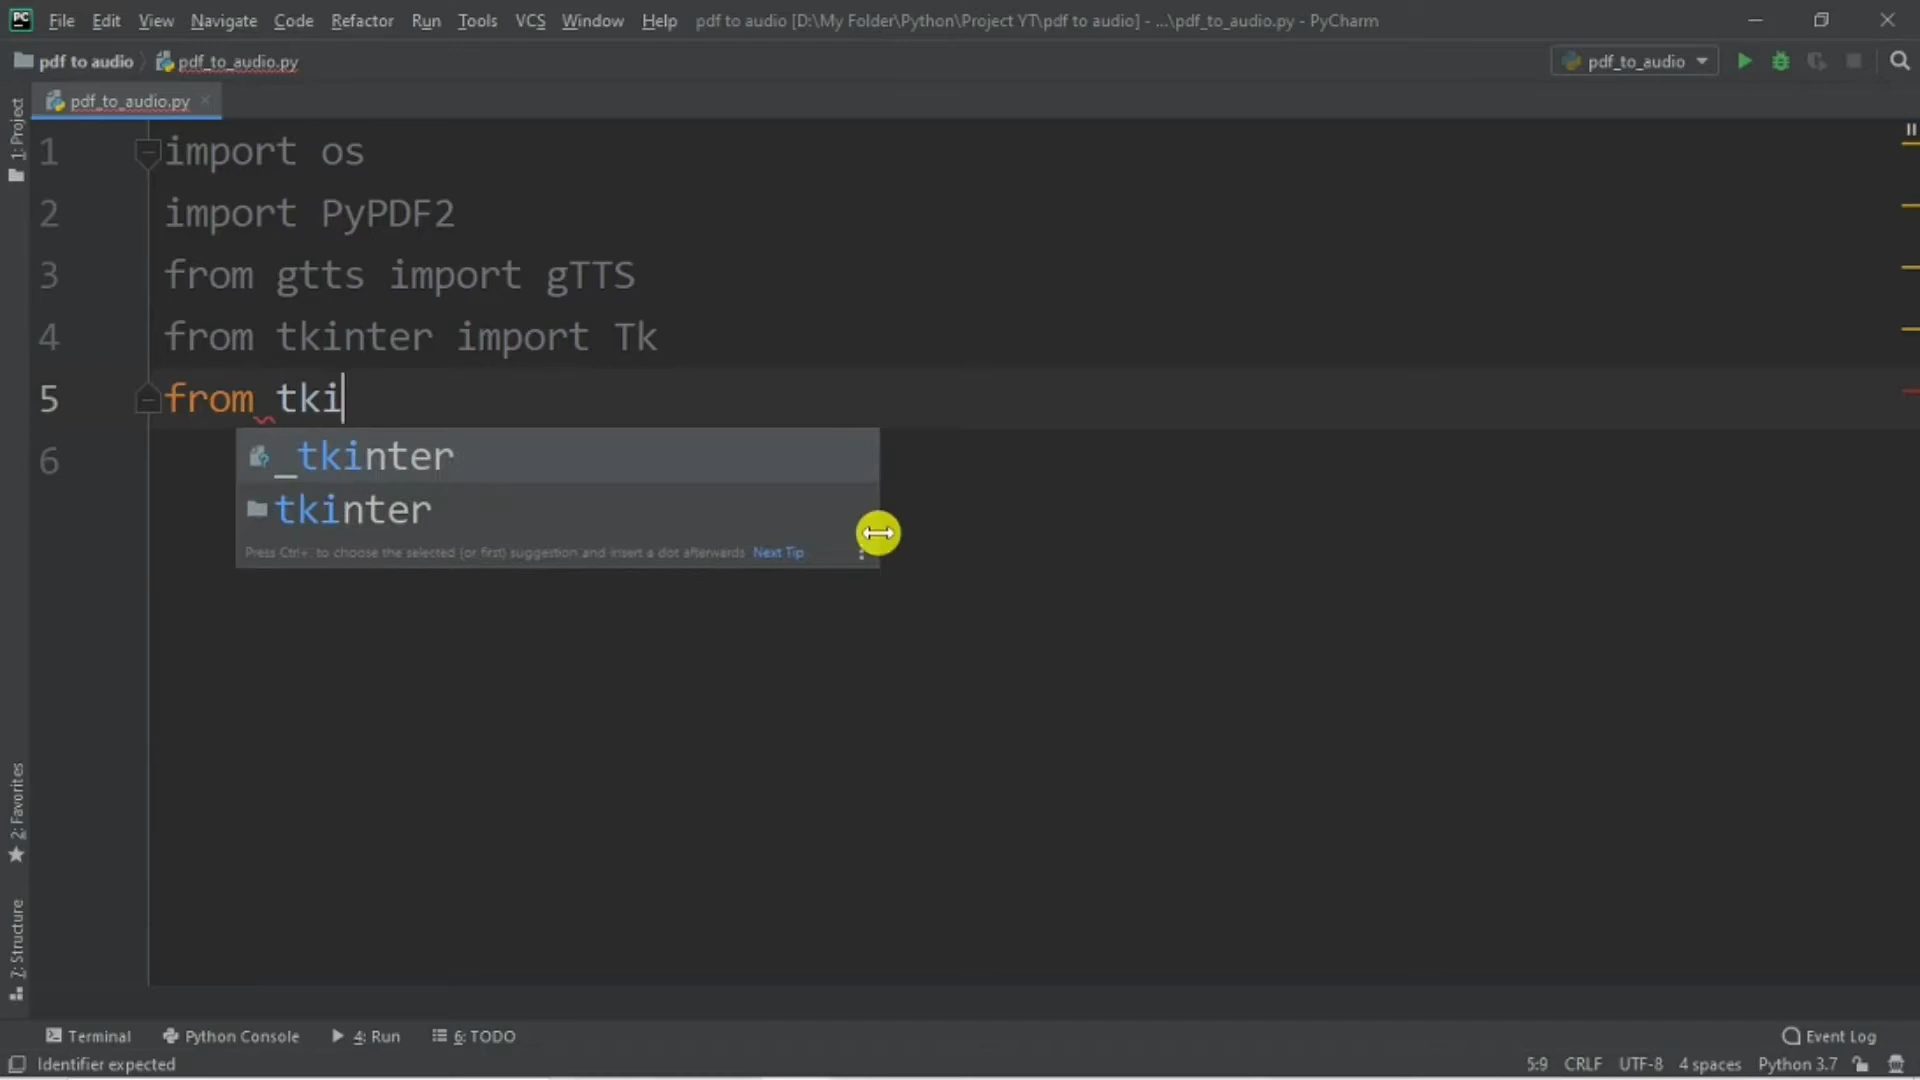 PC File Edit View Navigate Code Refactor Run Tools VCS Window Help pdf to audio [D:\My Folder\Python\Project YT\pdf to audio] - ...\pdf_to_audio.py - PyCharm
pdf to audio pdf_to_audio.py pdf_to_audio
pdf_to_audio.py
1: Project
1 import os
2 import PyPDF2
3 from gtts import gTTS
4 from tkinter import Tk
5 from tki
6
_tkinter
tkinter
Press Ctrl+. to choose the selected (or first) suggestion and insert a dot afterwards Next Tip
2: Favorites
7: Structure
Terminal Python Console 4: Run 6: TODO Event Log
Identifier expected 5:9 CRLF UTF-8 4 spaces Python 3.7